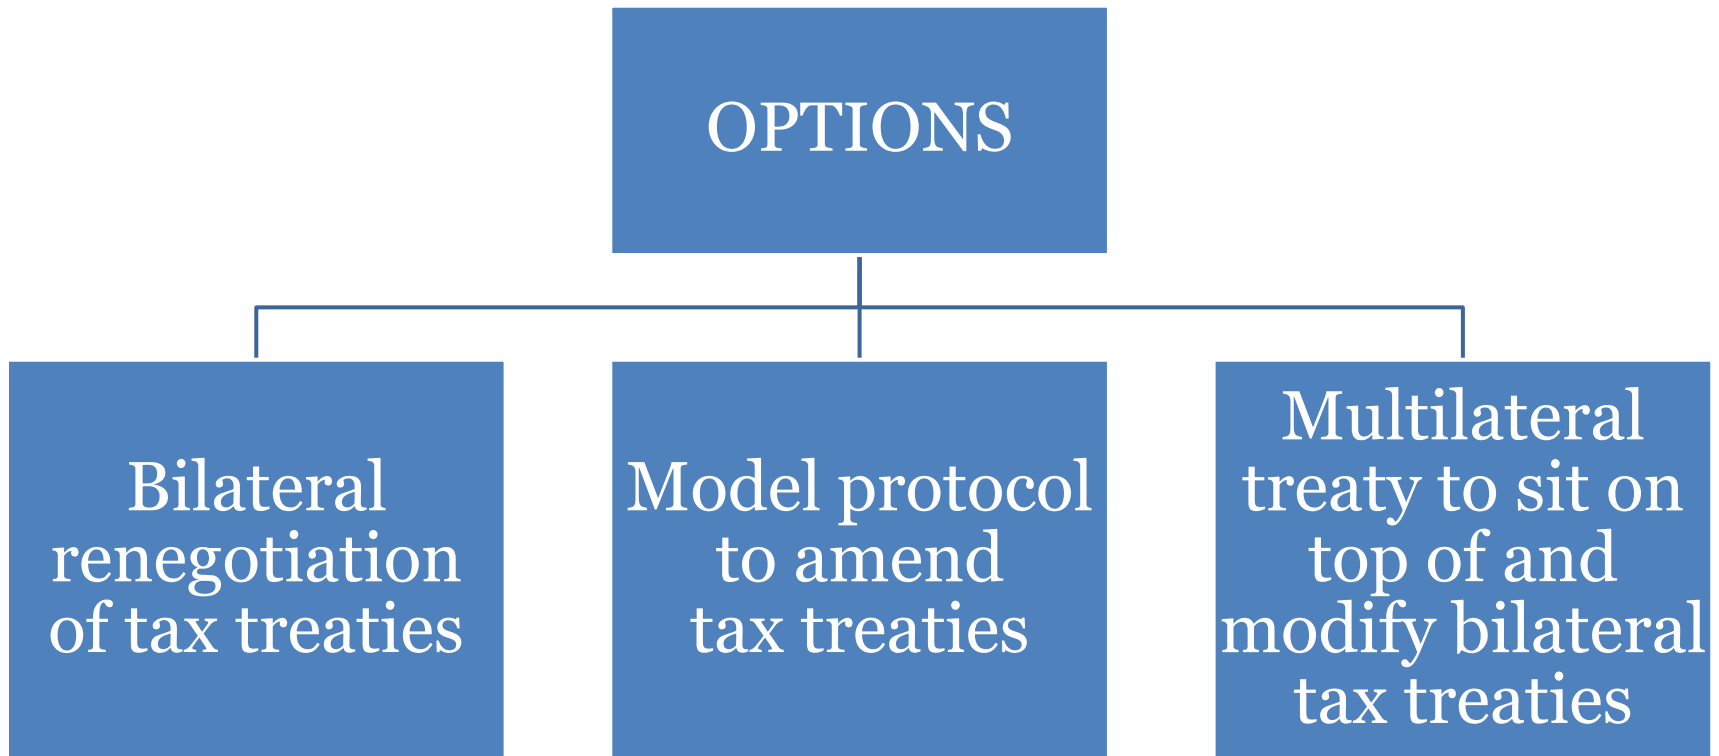 OPTIONS
Bilateral
renegotiation
of tax treaties
Model protocol
to amend
tax treaties
Multilateral
treaty to sit on
top of and
modify bilateral
tax treaties